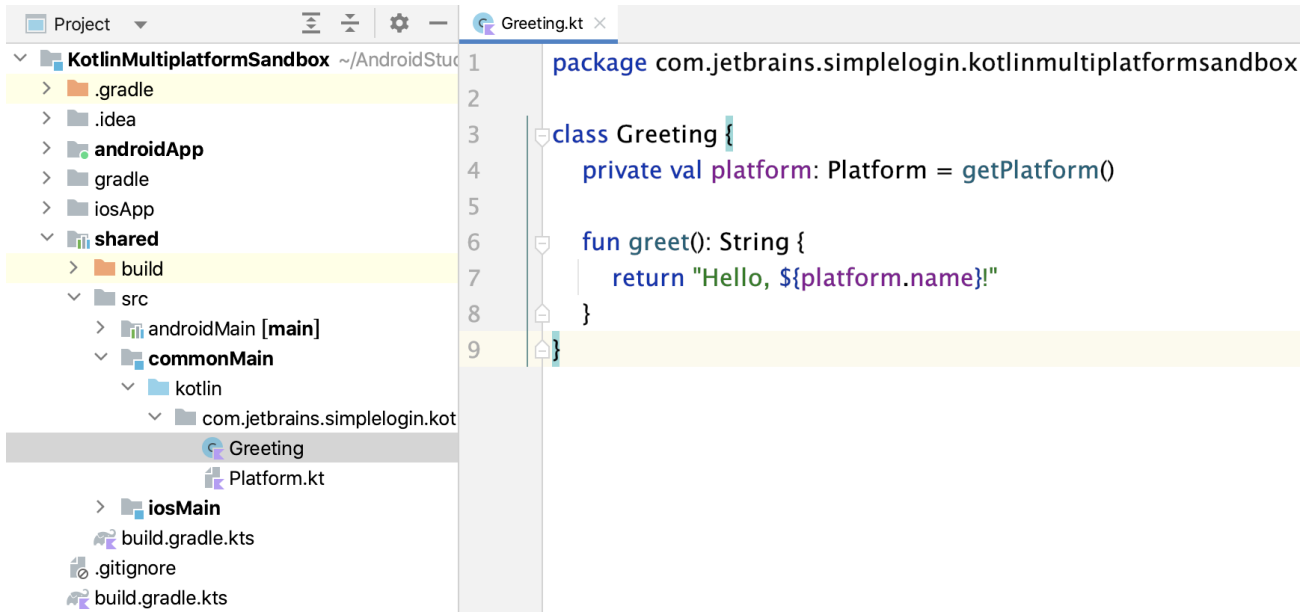 Project
KotlinMultiplatformSandbox ~/AndroidStud
.gradle
.idea
androidApp
gradle
iosApp
shared
build
src
androidMain [main]
commonMain
kotlin
com.jetbrains.simplelogin.kot
Greeting
Platform.kt
iosMain
build.gradle.kts
.gitignore
build.gradle.kts
Greeting.kt
1 package com.jetbrains.simplelogin.kotlinmultiplatformsandbox
2
3 class Greeting {
4 private val platform: Platform = getPlatform()
5
6 fun greet(): String {
7 return "Hello, ${platform.name}!"
8 }
9 }